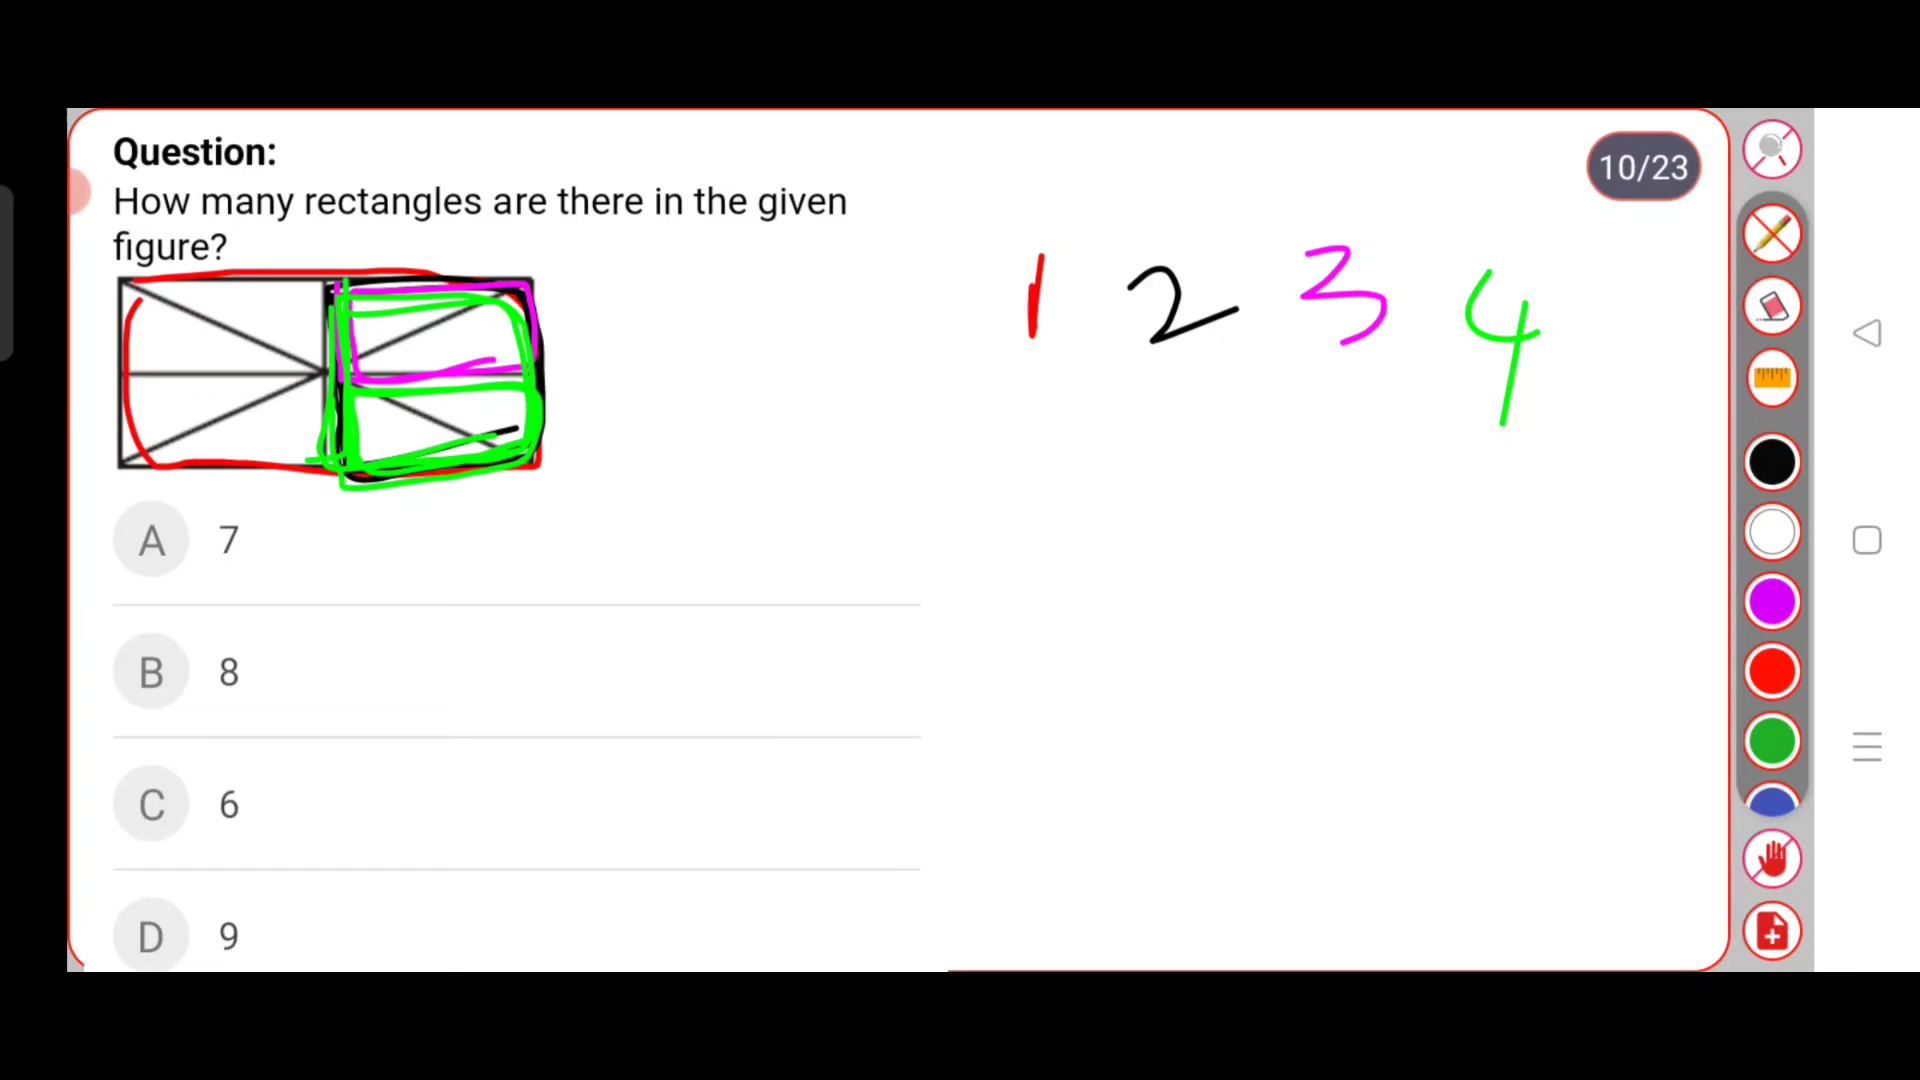 Question:
10/23
How many rectangles are there in the given
figure?
1 2 3 4
A 7
B 8
C 6
D 9